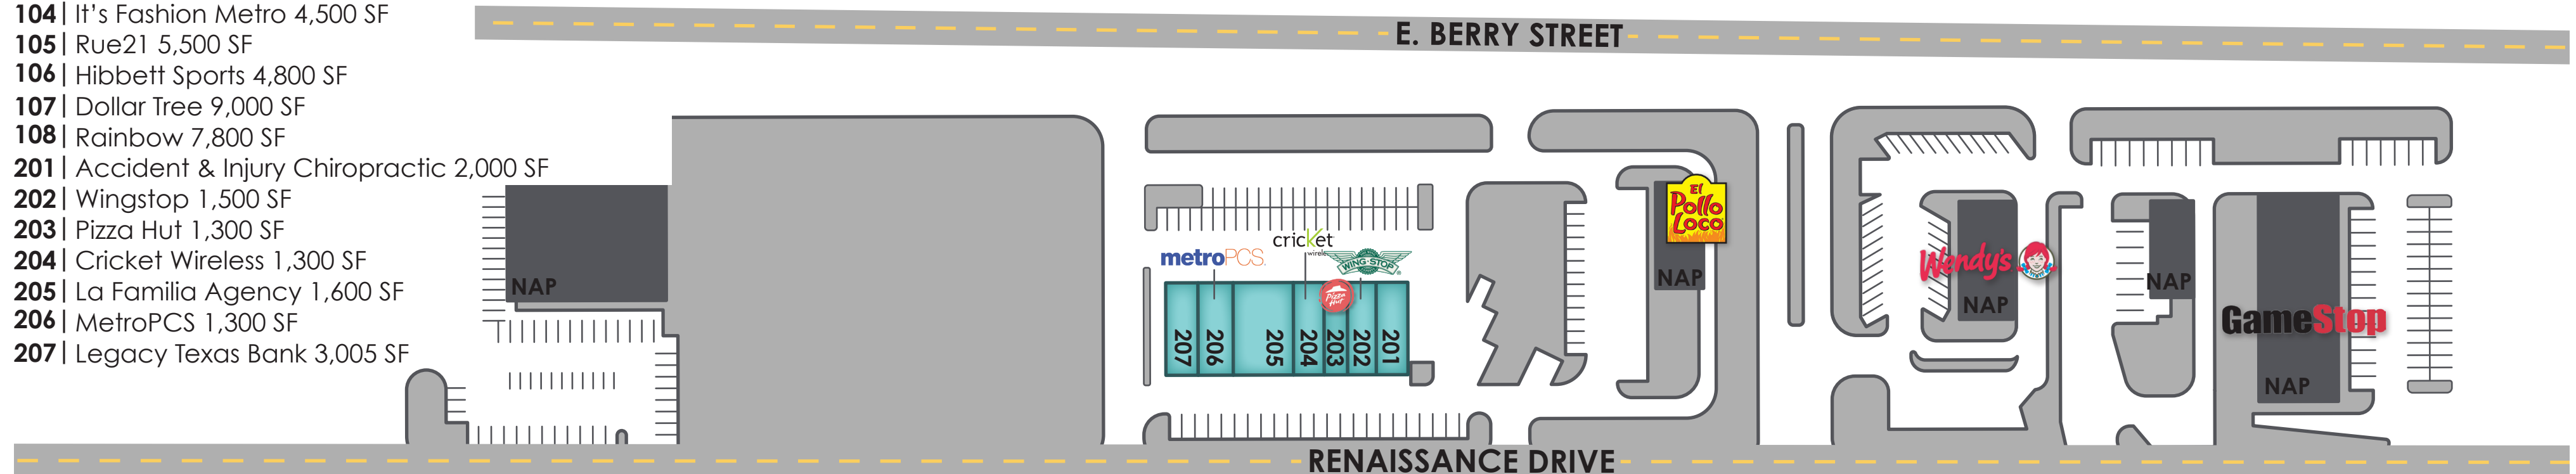 104| It's Fashion Metro 4,500 SF
105| Rue21 5,500 SF
106| Hibbett Sports 4,800 SF
107| Dollar Tree 9,000 SF
108| Rainbow 7,800 SF
201| Accident & Injury Chiropractic 2,000 SF
202| Wingstop 1,500 SF
203| Pizza Hut 1,300 SF
204| Cricket Wireless 1,300 SF
205| La Familia Agency 1,600 SF
206| MetroPCS 1,300 SF
207| Legacy Texas Bank 3,005 SF
E. BERRY STREET
NAP
metroPCS.
cricket
wirele
WING·STOP
Pizza
Hut
207 206 205 204 203 202 201
El
Pollo
Loco
NAP
Wendy's
NAP
NAP
GameStop
NAP
RENAISSANCE DRIVE